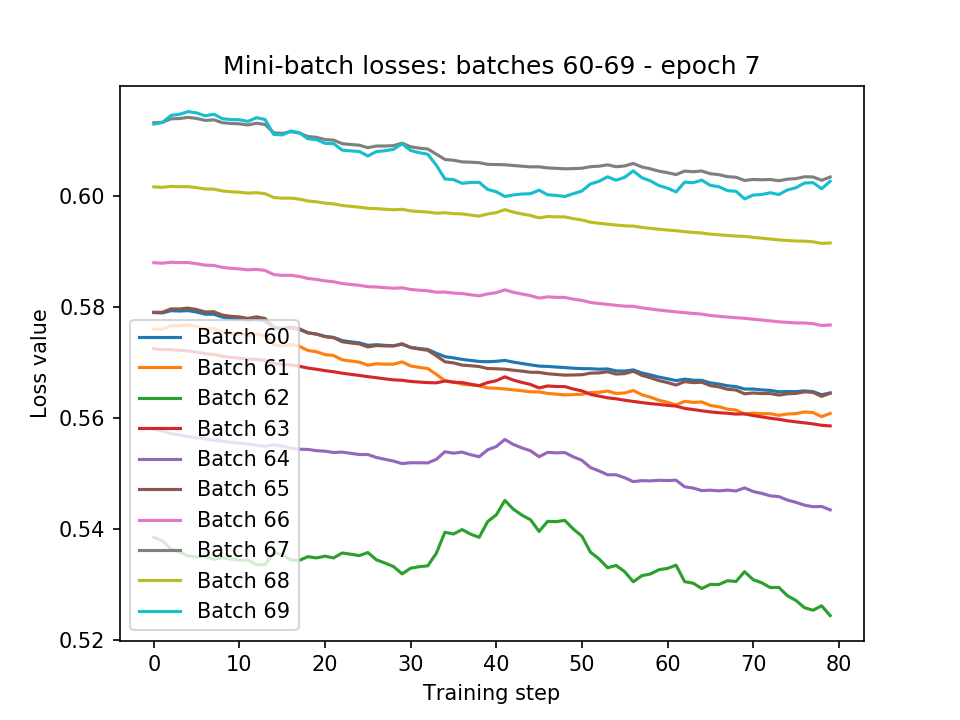 Mini-batch losses: batches 60-69 - epoch 7
Loss value
0.60
0.58
0.56
0.54
0.52
Batch 60
Batch 61
Batch 62
Batch 63
Batch 64
Batch 65
Batch 66
Batch 67
Batch 68
Batch 69
0 10 20 30 40 50 60 70 80
Training step